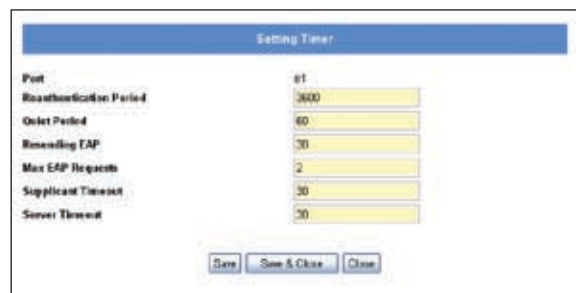 Setting Timer
Port e1
Reauthentication Period 3600
Quiet Period 60
Resending EAP 30
Max EAP Requests 2
Supplicant Timeout 30
Server Timeout 30
Save Save & Close Close